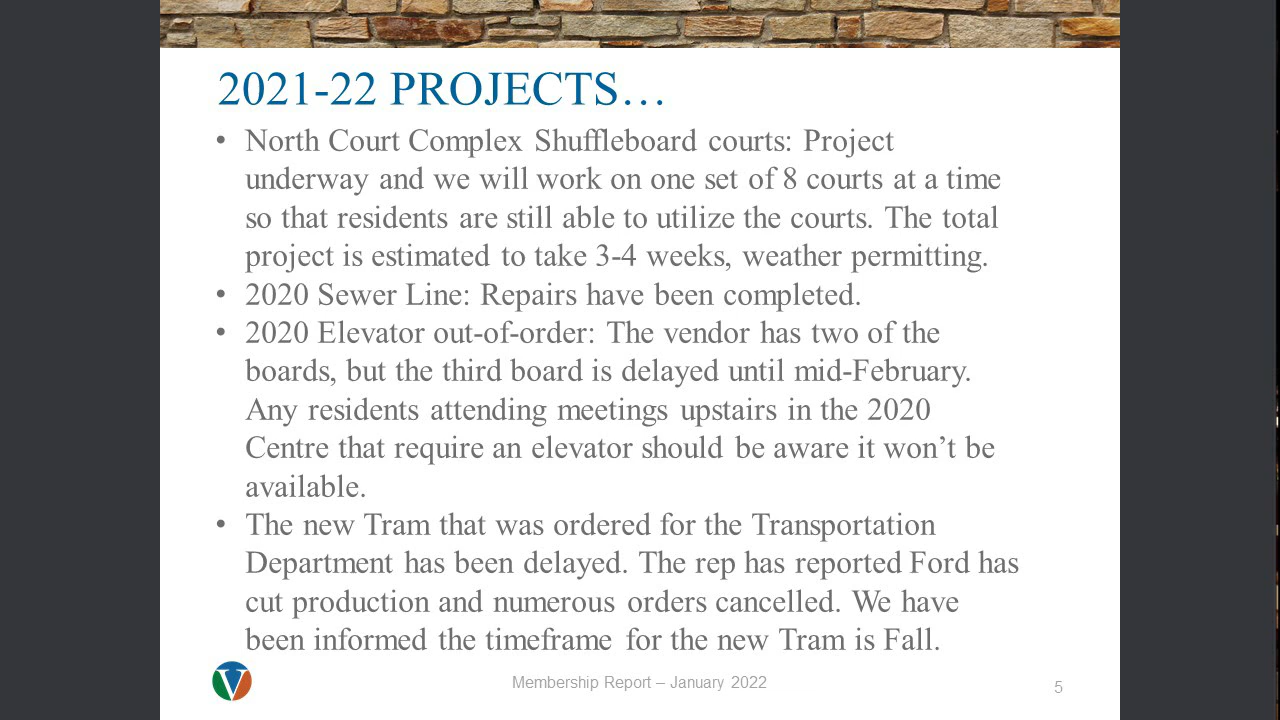 2021-22 PROJECTS…
• North Court Complex Shuffleboard courts: Project
underway and we will work on one set of 8 courts at a time
so that residents are still able to utilize the courts. The total
project is estimated to take 3-4 weeks, weather permitting.
• 2020 Sewer Line: Repairs have been completed.
• 2020 Elevator out-of-order: The vendor has two of the
boards, but the third board is delayed until mid-February.
Any residents attending meetings upstairs in the 2020
Centre that require an elevator should be aware it won’t be
available.
• The new Tram that was ordered for the Transportation
Department has been delayed. The rep has reported Ford has
cut production and numerous orders cancelled. We have
been informed the timeframe for the new Tram is Fall.
V
Membership Report – January 2022
5